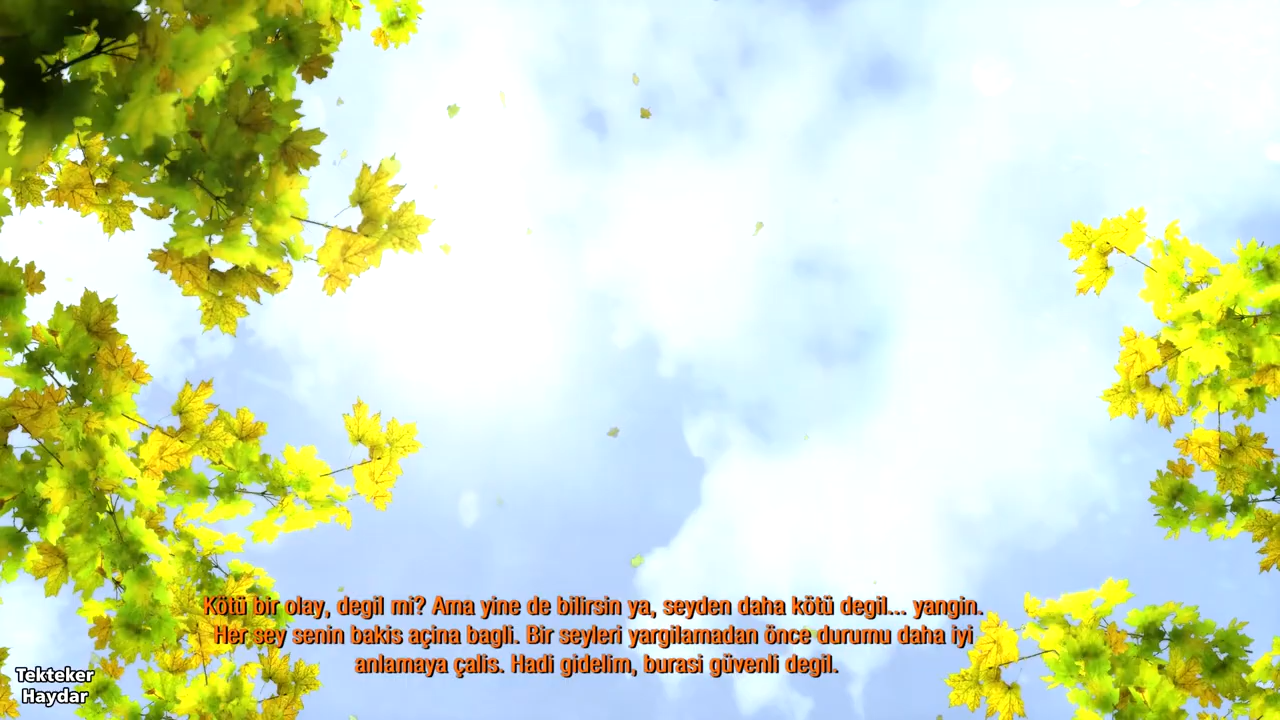 Kötü bir olay, degil mi? Ama yine de bilirsin ya, seyden daha kötü degil... yangin.
Her sey senin bakis açina bagli. Bir seyleri yargilamadan önce durumu daha iyi
anlamaya çalis. Hadi gidelim, burasi güvenli degil.
Tekteker
Haydar